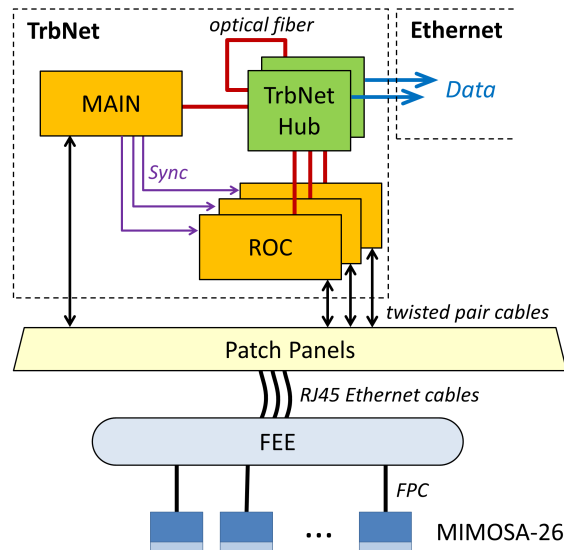 TrbNet
optical fiber
Ethernet
MAIN
TrbNet
Hub
Data
Sync
ROC
twisted pair cables
Patch Panels
RJ45 Ethernet cables
FEE
FPC
...
MIMOSA-26